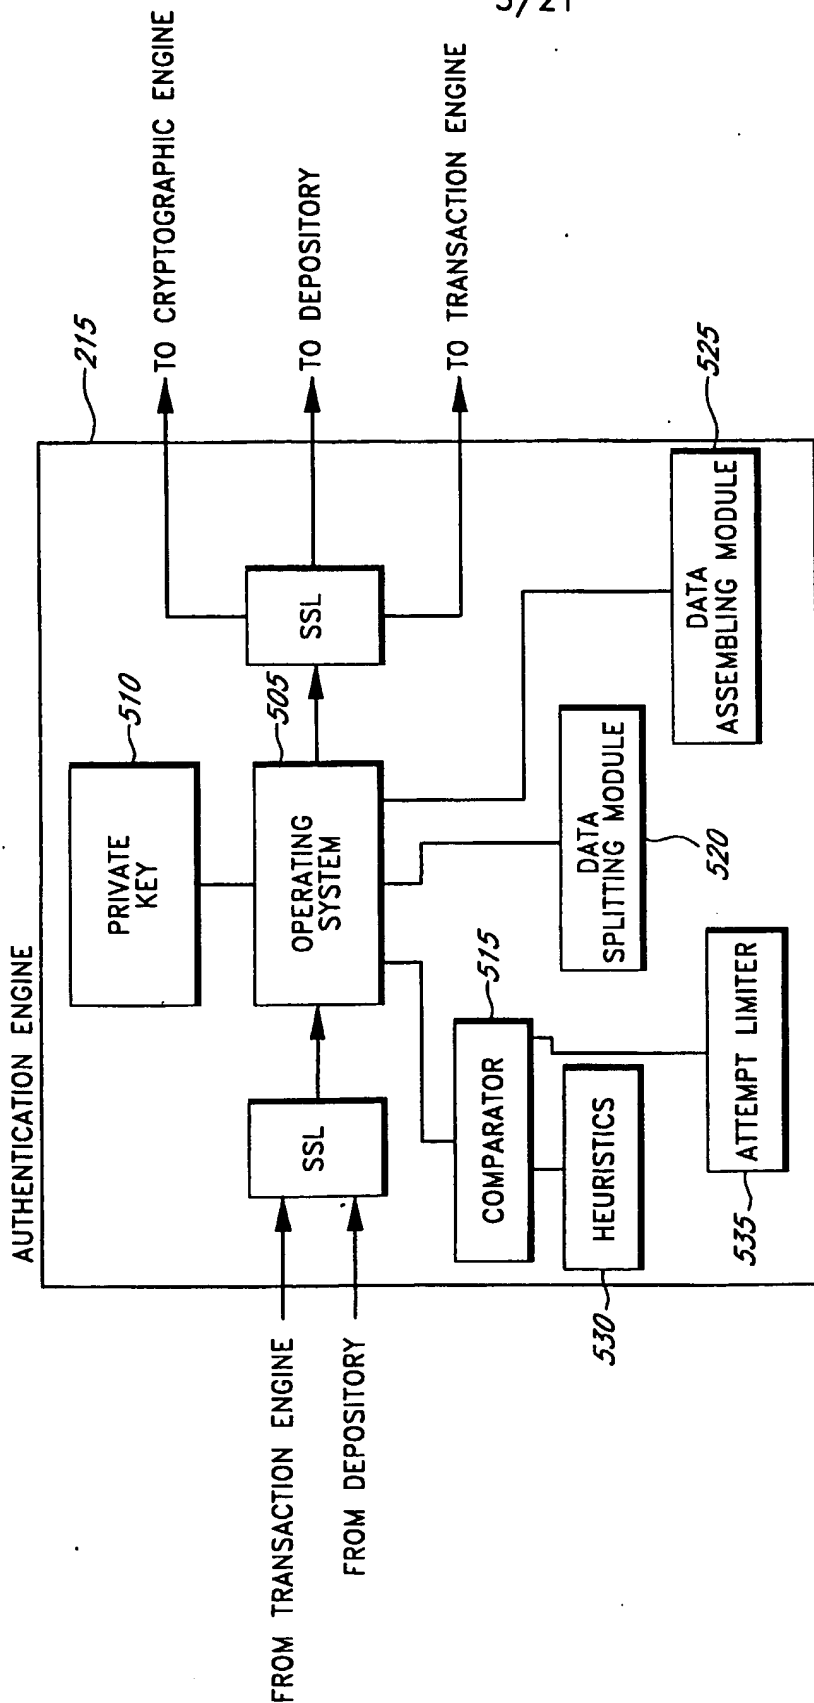 AUTHENTICATION ENGINE
215
PRIVATE
KEY
510
FROM TRANSACTION ENGINE
FROM DEPOSITORY
SSL
OPERATING
SYSTEM
505
SSL
TO CRYPTOGRAPHIC ENGINE
TO DEPOSITORY
TO TRANSACTION ENGINE
COMPARATOR
515
HEURISTICS
530
ATTEMPT LIMITER
535
DATA
SPLITTING MODULE
520
DATA
ASSEMBLING MODULE
525